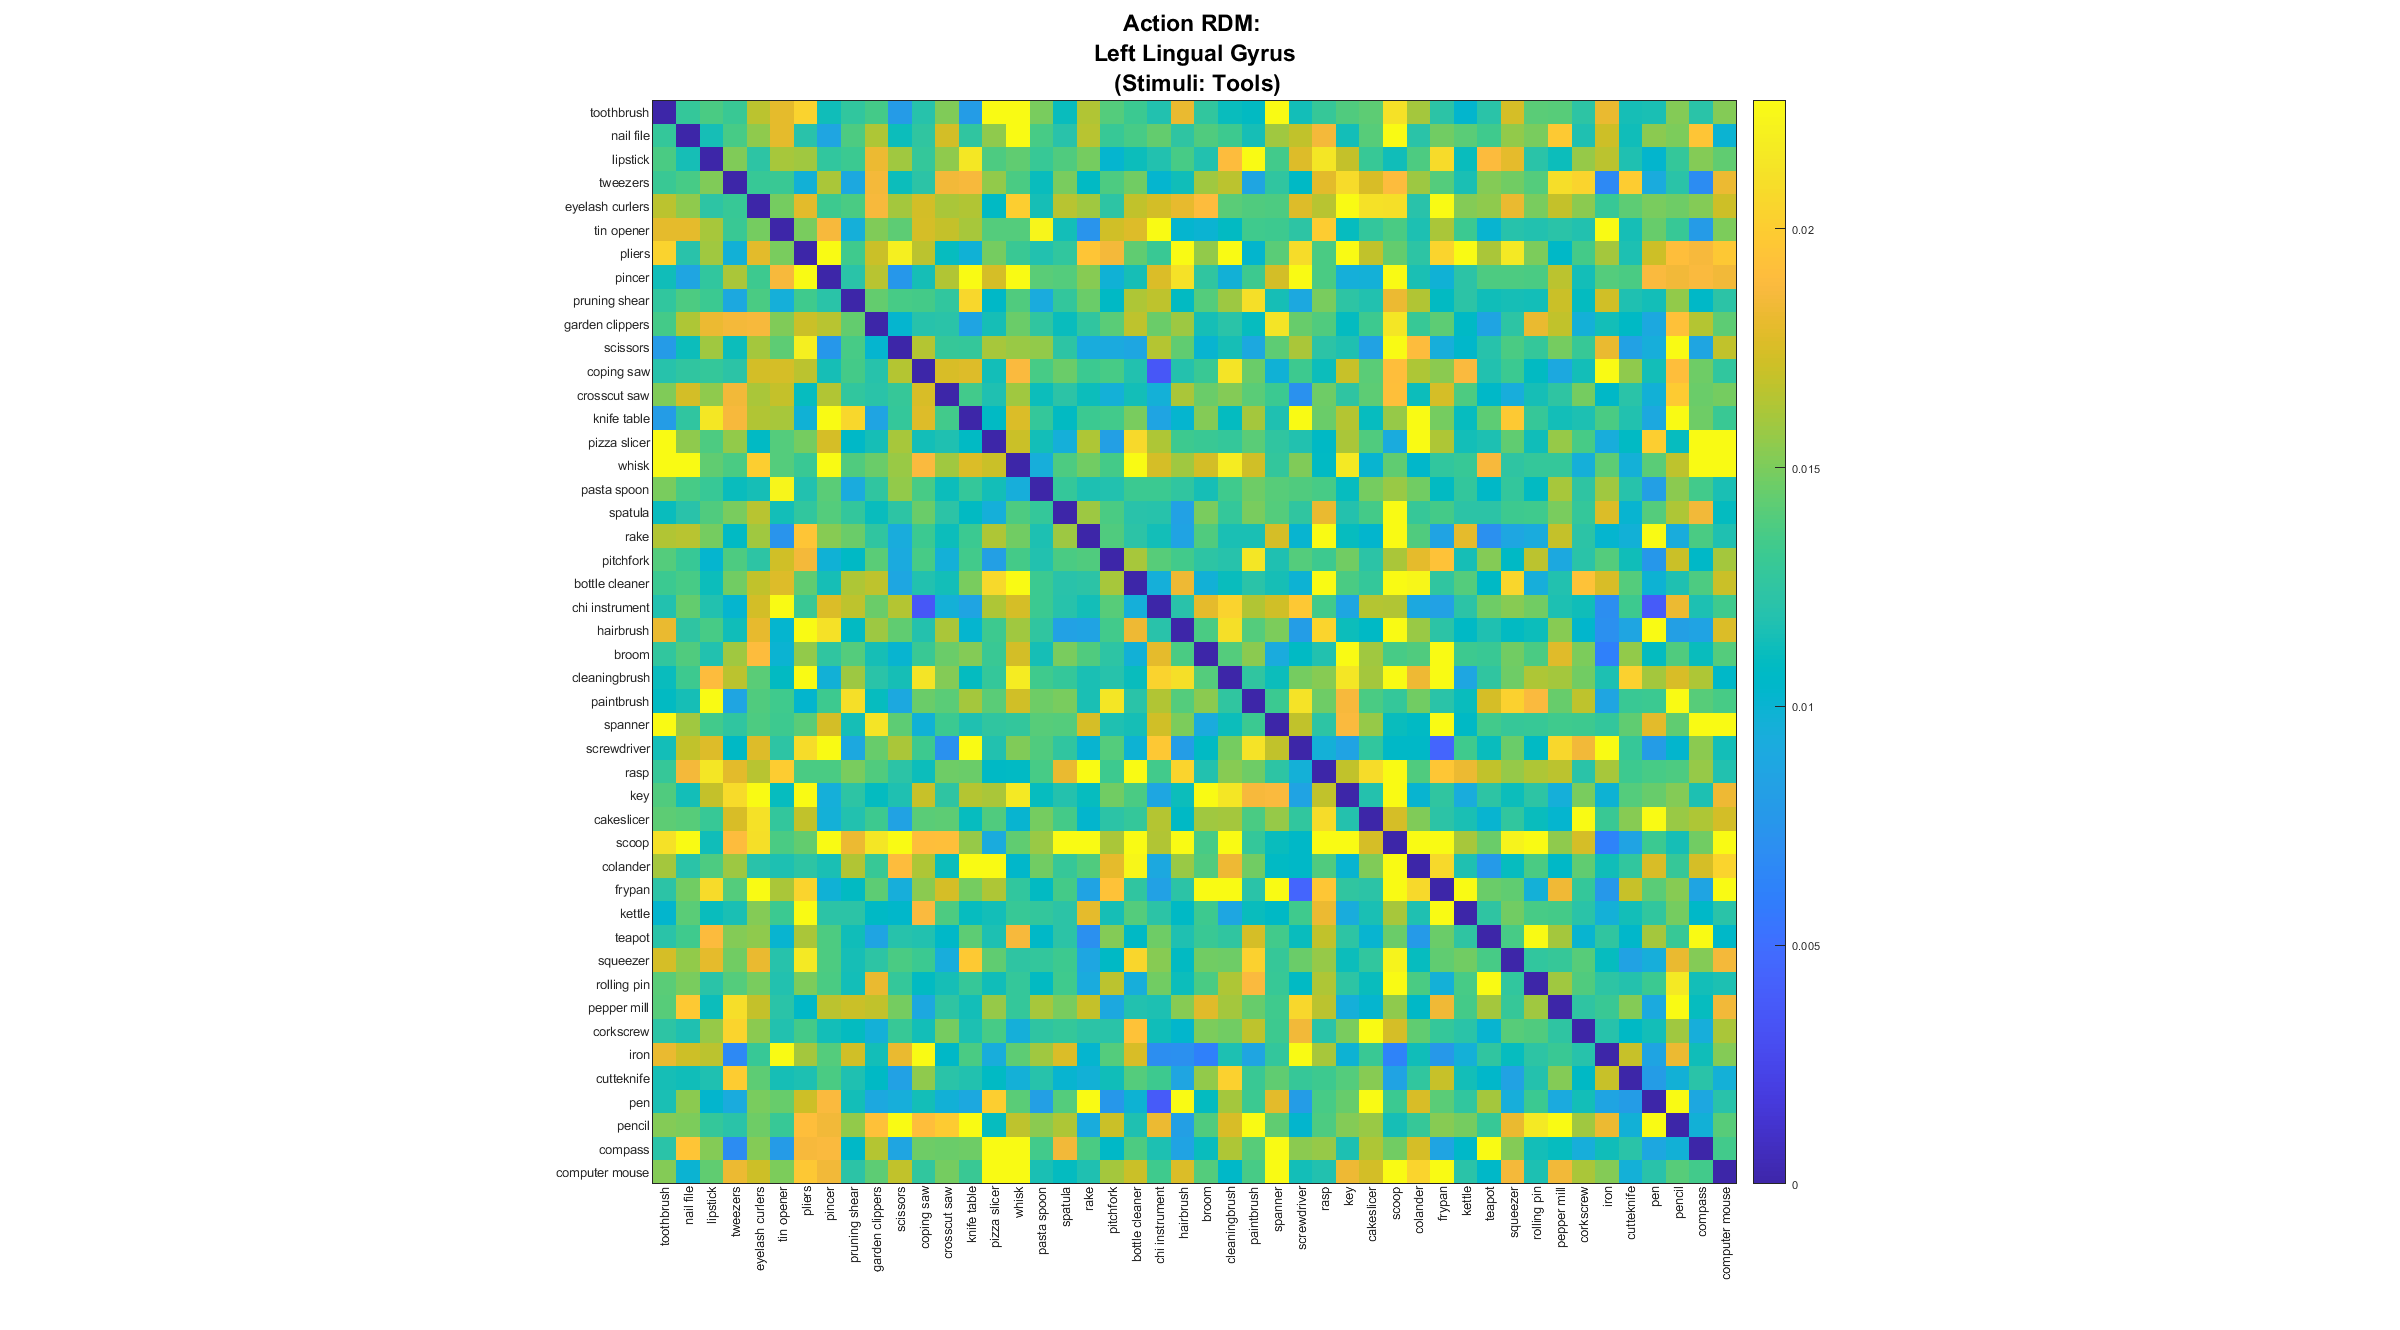 Action RDM:
Left Lingual Gyrus
(Stimuli: Tools)
toothbrush
nail file
lipstick
tweezers
eyelash curlers
tin opener
pliers
pincer
pruning shear
garden clippers
scissors
coping saw
crosscut saw
knife table
pizza slicer
whisk
pasta spoon
spatula
rake
pitchfork
bottle cleaner
chi instrument
hairbrush
broom
cleaningbrush
paintbrush
spanner
screwdriver
rasp
key
cakeslicer
scoop
colander
frypan
kettle
teapot
squeezer
rolling pin
pepper mill
corkscrew
iron
cutteknife
pen
pencil
compass
computer mouse
toothbrush
nail file
lipstick
tweezers
eyelash curlers
tin opener
pliers
pincer
pruning shear
garden clippers
scissors
coping saw
crosscut saw
knife table
pizza slicer
whisk
pasta spoon
spatula
rake
pitchfork
bottle cleaner
chi instrument
hairbrush
broom
cleaningbrush
paintbrush
spanner
screwdriver
rasp
key
cakeslicer
scoop
colander
frypan
kettle
teapot
squeezer
rolling pin
pepper mill
corkscrew
iron
cutteknife
pen
pencil
compass
computer mouse
0.02
0.015
0.01
0.005
0